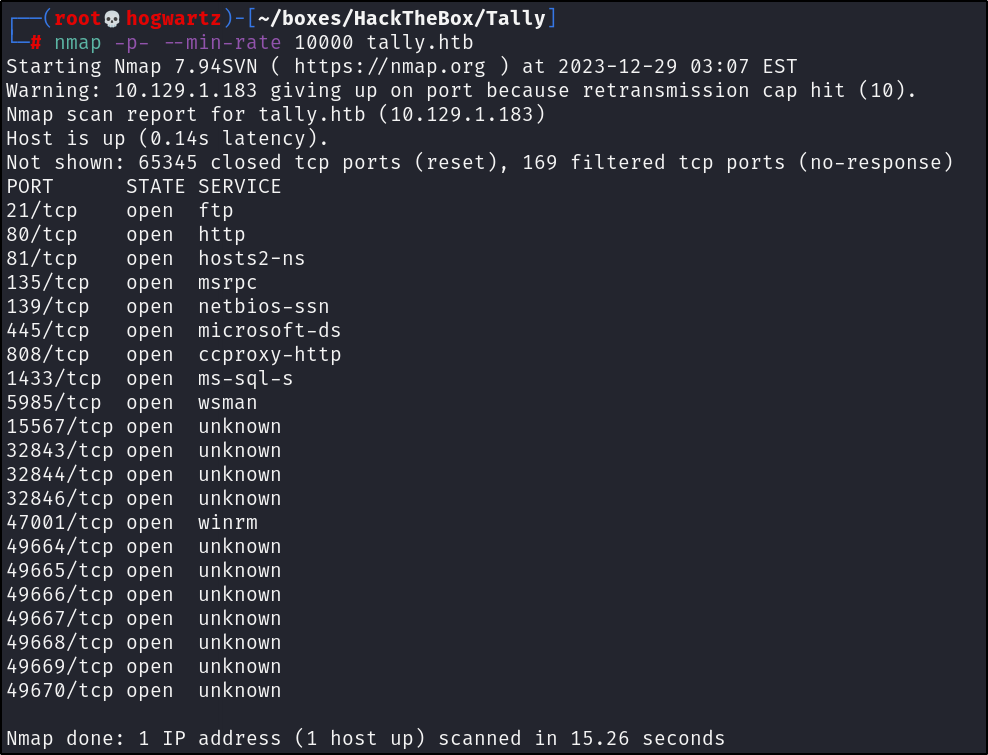 ┌──(root💀hogwartz)-[~/boxes/HackTheBox/Tally]
└─# nmap -p- --min-rate 10000 tally.htb
Starting Nmap 7.94SVN ( https://nmap.org ) at 2023-12-29 03:07 EST
Warning: 10.129.1.183 giving up on port because retransmission cap hit (10).
Nmap scan report for tally.htb (10.129.1.183)
Host is up (0.14s latency).
Not shown: 65345 closed tcp ports (reset), 169 filtered tcp ports (no-response)
PORT      STATE SERVICE
21/tcp    open  ftp
80/tcp    open  http
81/tcp    open  hosts2-ns
135/tcp   open  msrpc
139/tcp   open  netbios-ssn
445/tcp   open  microsoft-ds
808/tcp   open  ccproxy-http
1433/tcp  open  ms-sql-s
5985/tcp  open  wsman
15567/tcp open  unknown
32843/tcp open  unknown
32844/tcp open  unknown
32846/tcp open  unknown
47001/tcp open  winrm
49664/tcp open  unknown
49665/tcp open  unknown
49666/tcp open  unknown
49667/tcp open  unknown
49668/tcp open  unknown
49669/tcp open  unknown
49670/tcp open  unknown

Nmap done: 1 IP address (1 host up) scanned in 15.26 seconds